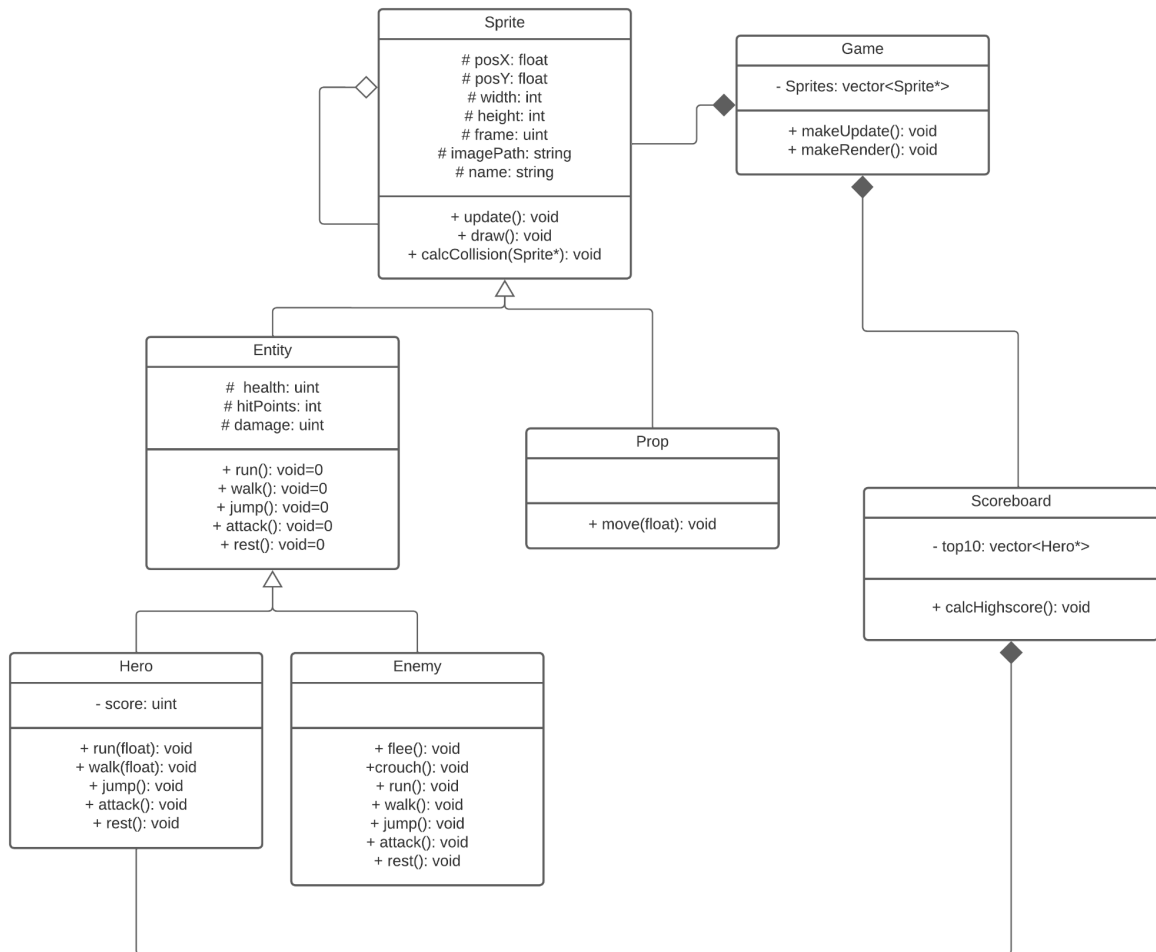 Sprite
# posX: float
# posY: float
# width: int
# height: int
# frame: uint
# imagePath: string
# name: string
+ update(): void
+ draw(): void
+ calcCollision(Sprite*): void
Game
- Sprites: vector<Sprite*>
+ makeUpdate(): void
+ makeRender(): void
Entity
#  health: uint
# hitPoints: int
# damage: uint
+ run(): void=0
+ walk(): void=0
+ jump(): void=0
+ attack(): void=0
+ rest(): void=0
Prop
+ move(float): void
Scoreboard
- top10: vector<Hero*>
+ calcHighscore(): void
Hero
- score: uint
+ run(float): void
+ walk(float): void
+ jump(): void
+ attack(): void
+ rest(): void
Enemy
+ flee(): void
+crouch(): void
+ run(): void
+ walk(): void
+ jump(): void
+ attack(): void
+ rest(): void